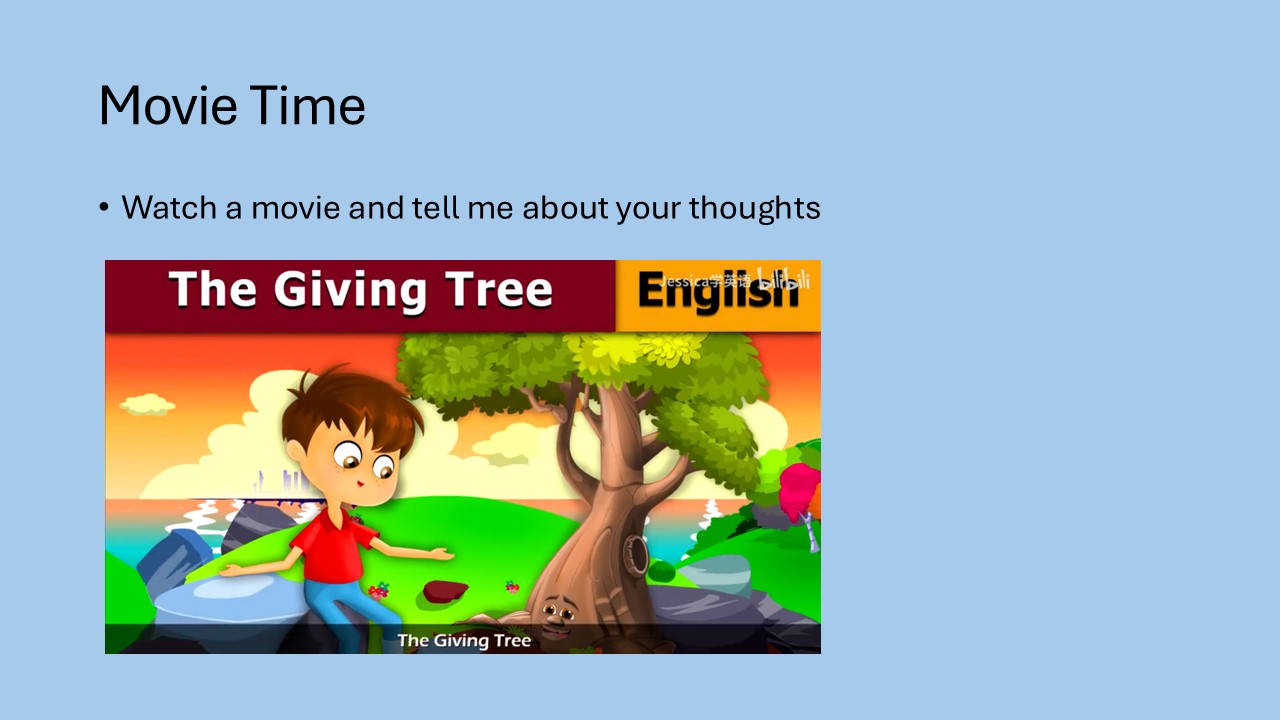 Movie Time
• Watch a movie and tell me about your thoughts
The Giving Tree
English
Jessica学英语 bilibili
The Giving Tree